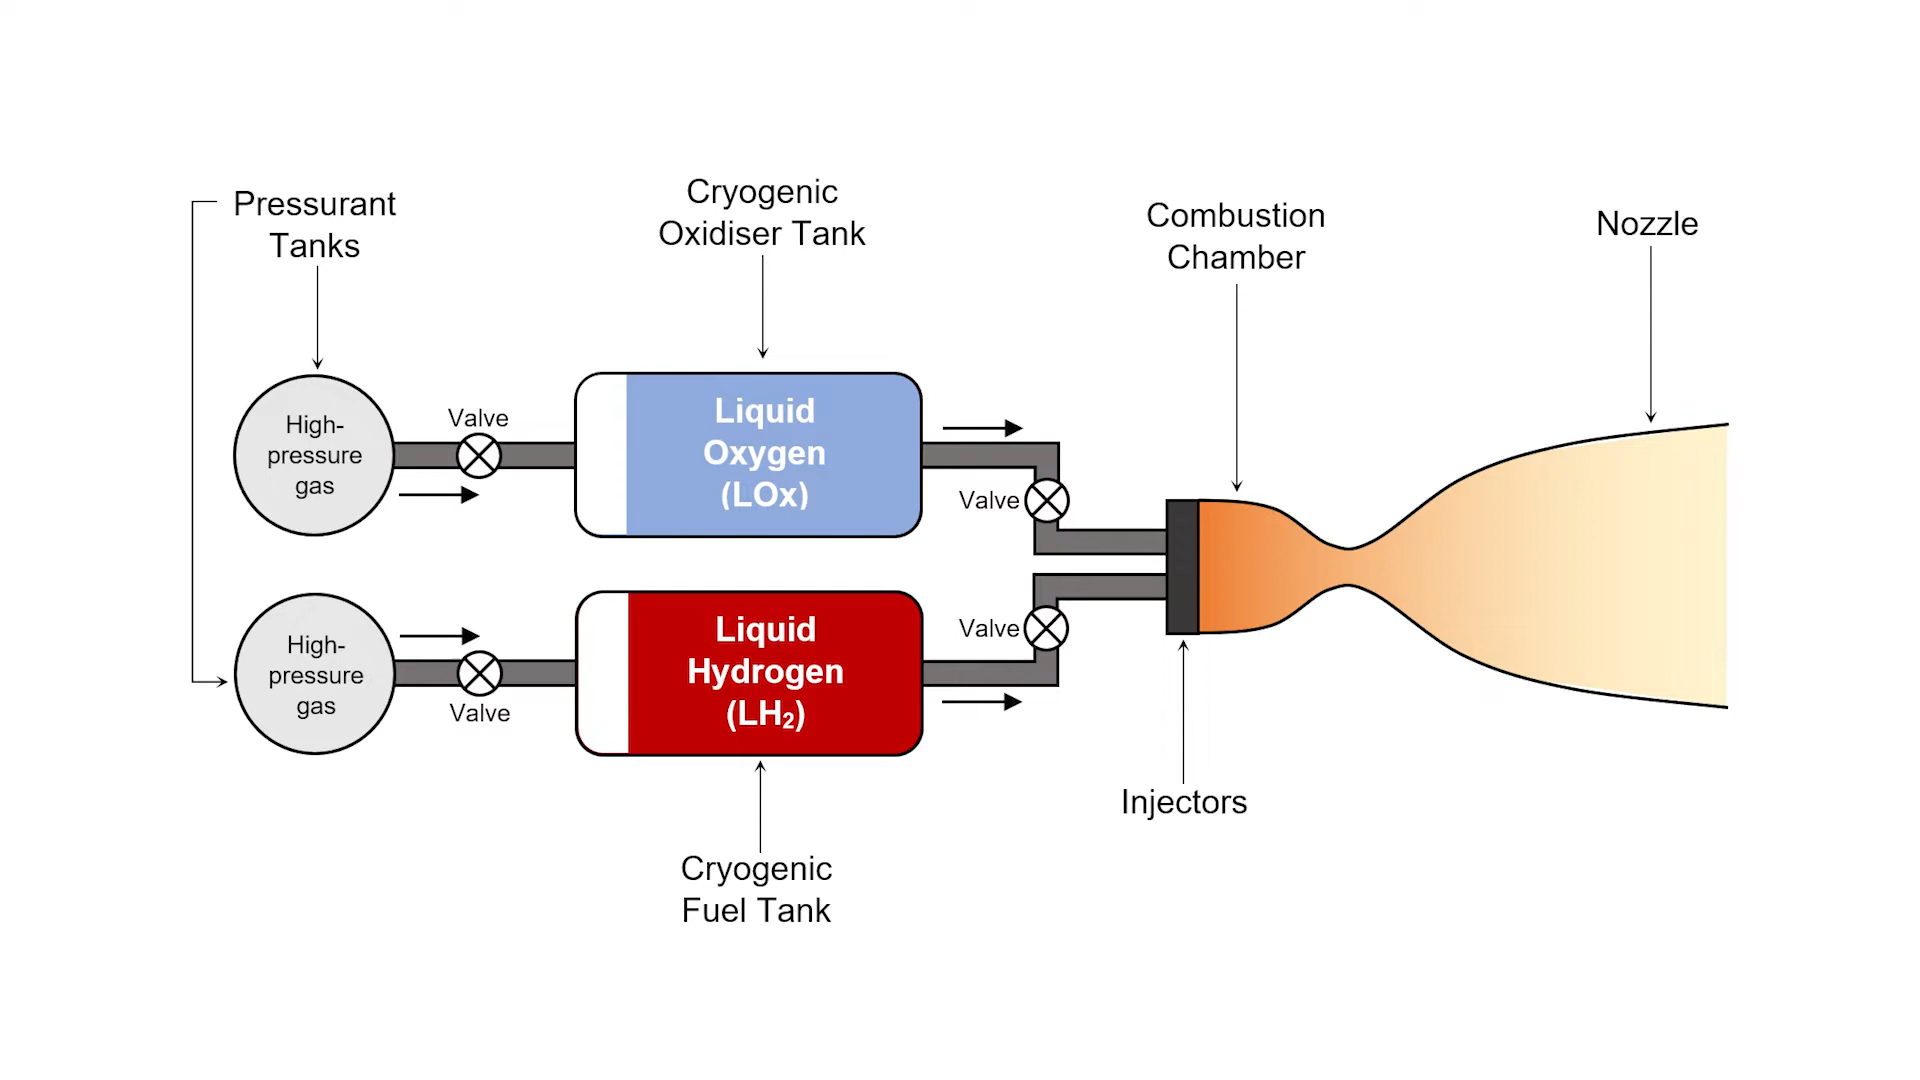 Pressurant
Tanks
Cryogenic
Oxidiser Tank
Combustion
Chamber
Nozzle
High-
pressure
gas
Valve
Liquid
Oxygen
(LOx)
Valve
High-
pressure
gas
Valve
Liquid
Hydrogen
(LH₂)
Valve
Injectors
Cryogenic
Fuel Tank